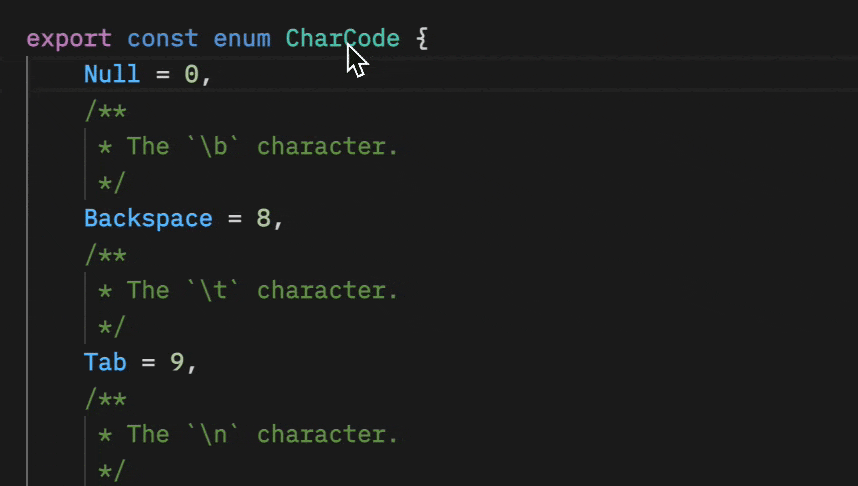 export const enum CharCode {
    Null = 0,
    /**
     * The `\b` character.
     */
    Backspace = 8,
    /**
     * The `\t` character.
     */
    Tab = 9,
    /**
     * The `\n` character.
     */